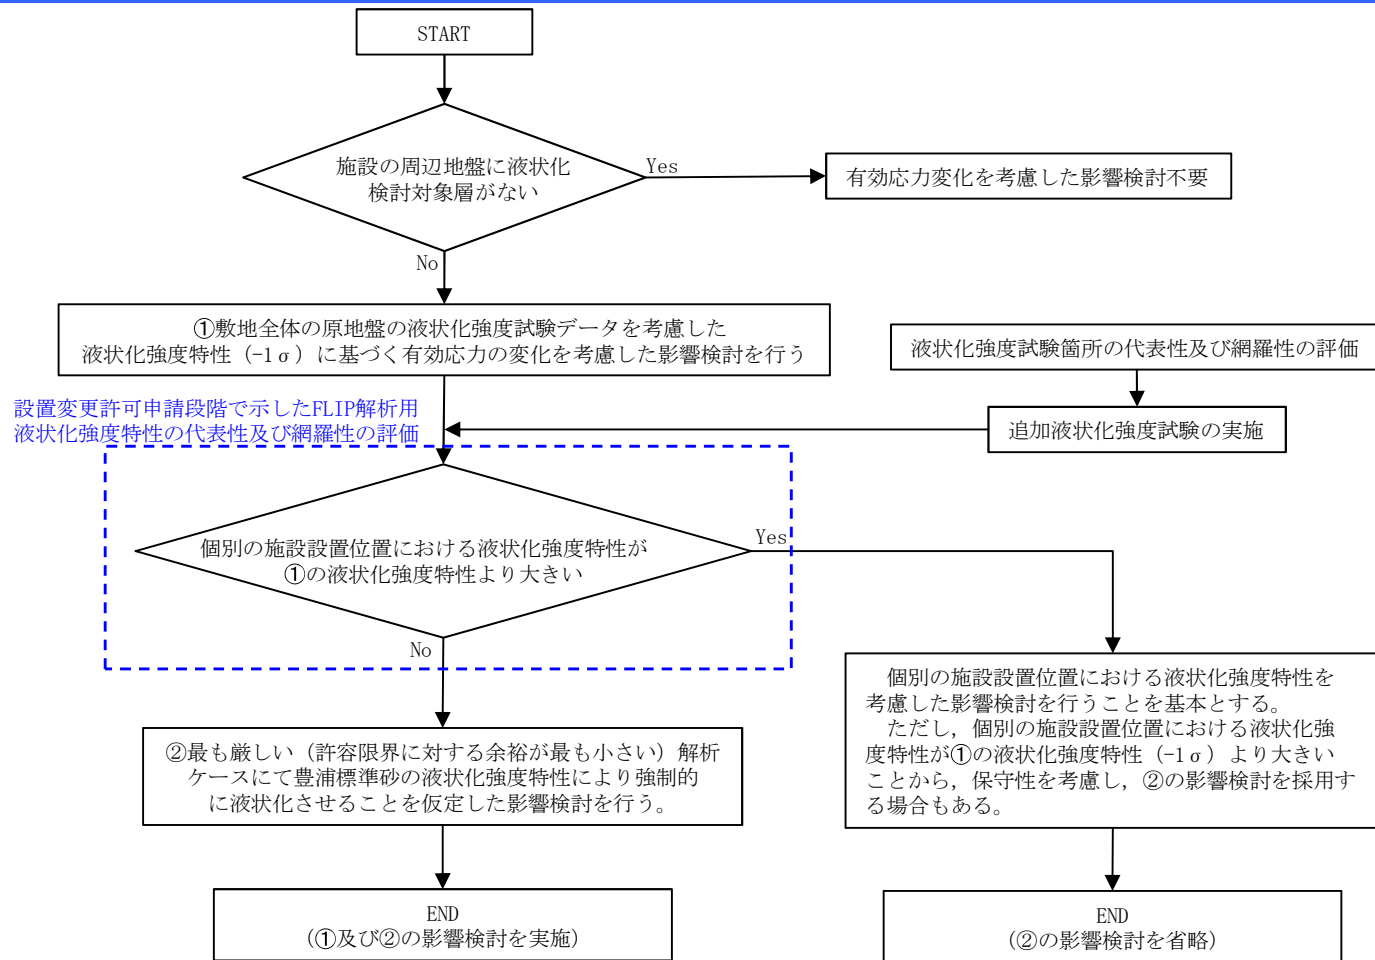 START
施設の周辺地盤に液状化
検討対象層がない
Yes
有効応力変化を考慮した影響検討不要
No
①敷地全体の原地盤の液状化強度試験データを考慮した
液状化強度特性（-1σ）に基づく有効応力の変化を考慮した影響検討を行う
液状化強度試験箇所の代表性及び網羅性の評価
追加液状化強度試験の実施
設置変更許可申請段階で示したFLIP解析用
液状化強度特性の代表性及び網羅性の評価
個別の施設設置位置における液状化強度特性が
①の液状化強度特性より大きい
Yes
No
②最も厳しい（許容限界に対する余裕が最も小さい）解析
ケースにて豊浦標準砂の液状化強度特性により強制的
に液状化させることを仮定した影響検討を行う。
個別の施設設置位置における液状化強度特性を
考慮した影響検討を行うことを基本とする。
ただし，個別の施設設置位置における液状化強
度特性が①の液状化強度特性（-1σ）より大きい
ことから，保守性を考慮し，②の影響検討を採用す
る場合もある。
END
（①及び②の影響検討を実施）
END
（②の影響検討を省略）